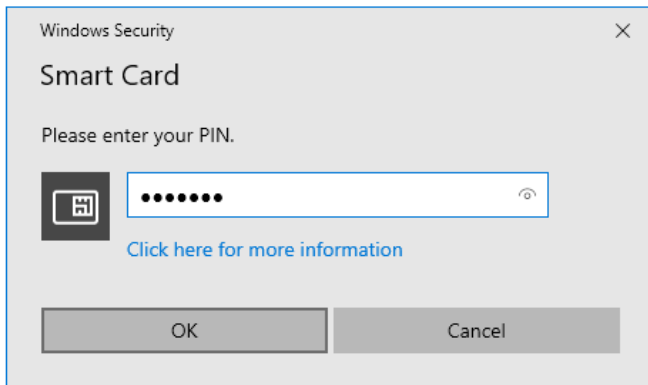 Windows Security
Smart Card
Please enter your PIN.
•••••••
Click here for more information
OK
Cancel